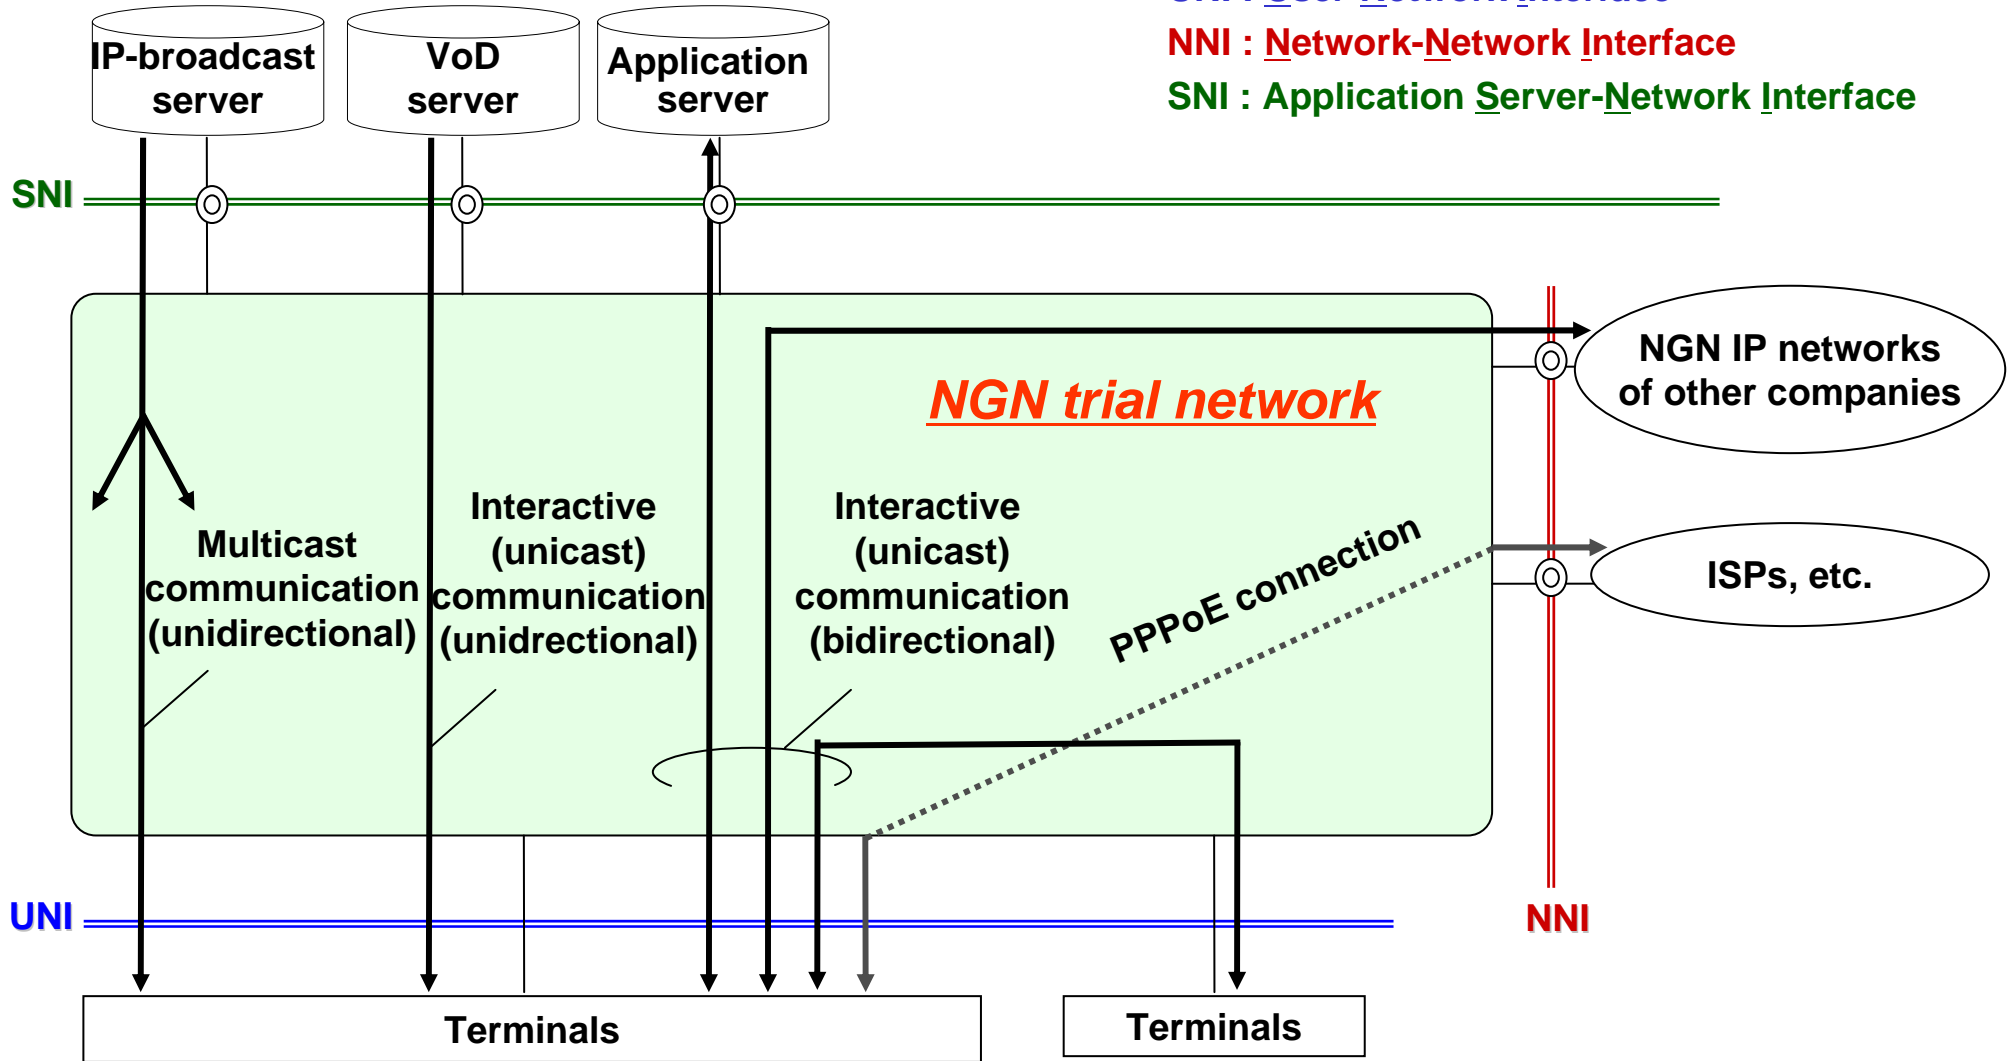 NNI : Network-Network Interface
SNI : Application Server-Network Interface
IP-broadcast
server
VoD
server
Application
server
SNI
NGN trial network
NGN IP networks
of other companies
Multicast
communication
(unidirectional)
Interactive
(unicast)
communication
(unidrectional)
Interactive
(unicast)
communication
(bidirectional)
PPPoE connection
ISPs, etc.
UNI
NNI
Terminals
Terminals